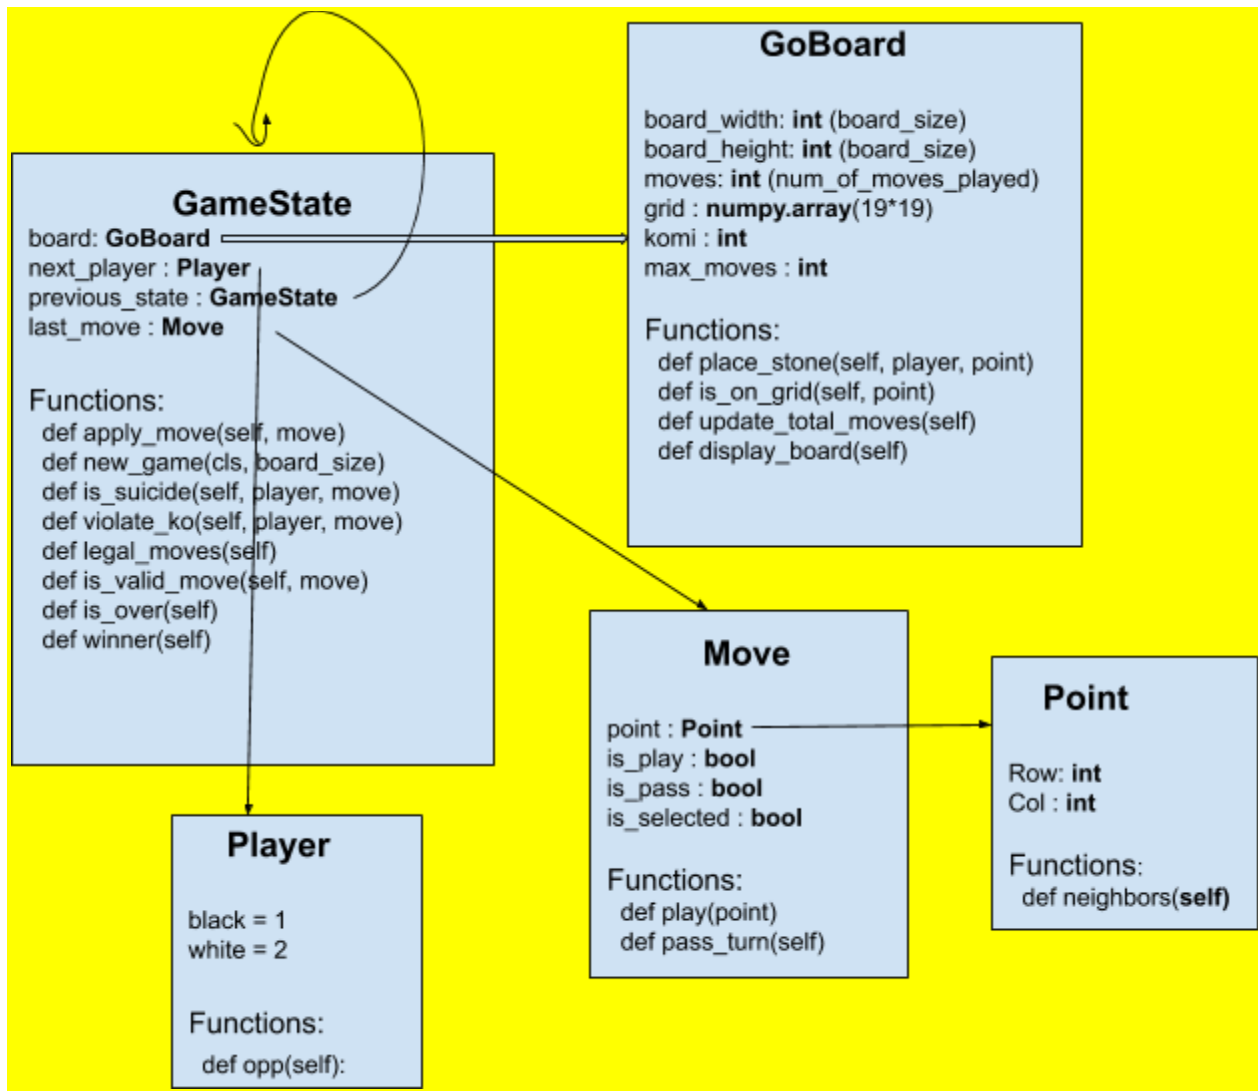 GameState
board: GoBoard
next_player : Player
previous_state : GameState
last_move : Move
Functions:
def apply_move(self, move)
def new_game(cls, board_size)
def is_suicide(self, player, move)
def violate_ko(self, player, move)
def legal_moves(self)
def is_valid_move(self, move)
def is_over(self)
def winner(self)
GoBoard
board_width: int (board_size)
board_height: int (board_size)
moves: int (num_of_moves_played)
grid : numpy.array(19*19)
komi : int
max_moves : int
Functions:
def place_stone(self, player, point)
def is_on_grid(self, point)
def update_total_moves(self)
def display_board(self)
Move
point : Point
is_play : bool
is_pass : bool
is_selected : bool
Functions:
def play(point)
def pass_turn(self)
Point
Row: int
Col : int
Functions:
def neighbors(self)
Player
black = 1
white = 2
Functions:
def opp(self):